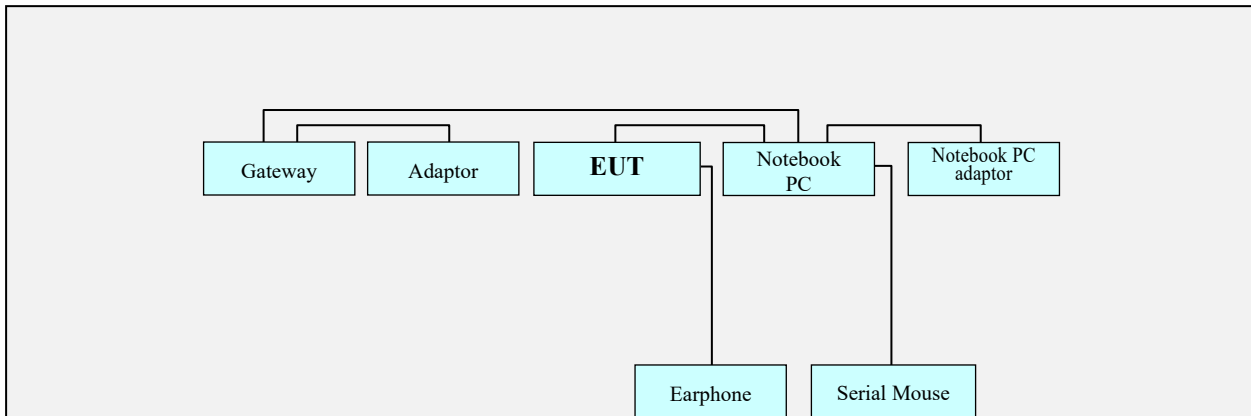 Gateway
Adaptor
EUT
Notebook
PC
Notebook PC
adaptor
Earphone
Serial Mouse